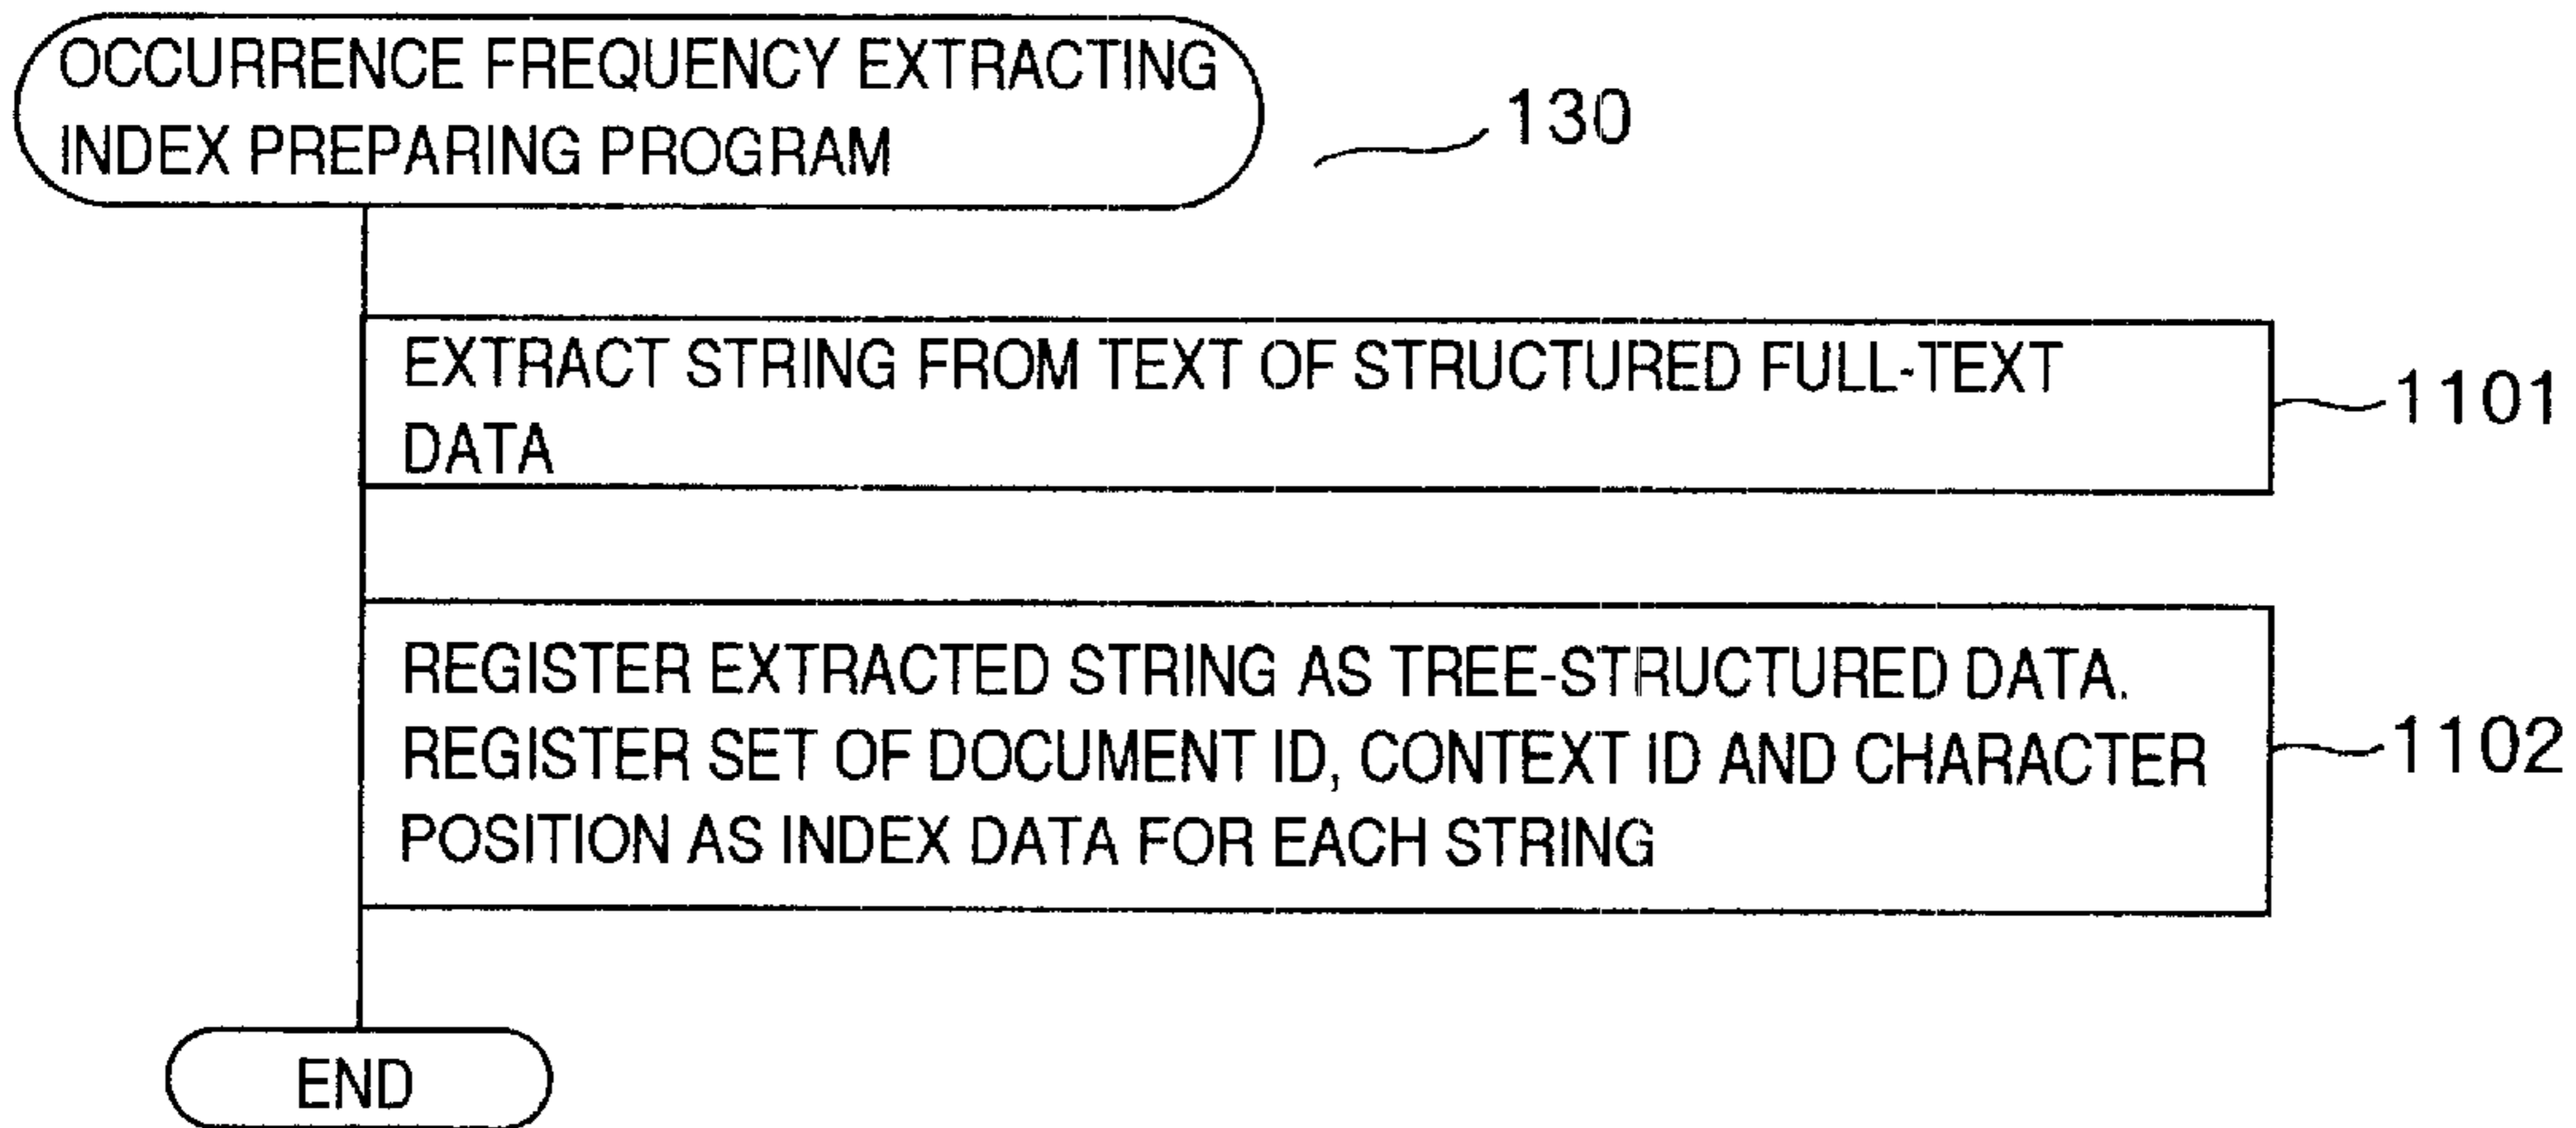 OCCURRENCE FREQUENCY EXTRACTING
INDEX PREPARING PROGRAM
130
EXTRACT STRING FROM TEXT OF STRUCTURED FULL-TEXT
DATA
1101
REGISTER EXTRACTED STRING AS TREE-STRUCTURED DATA.
REGISTER SET OF DOCUMENT ID, CONTEXT ID AND CHARACTER
POSITION AS INDEX DATA FOR EACH STRING
1102
END